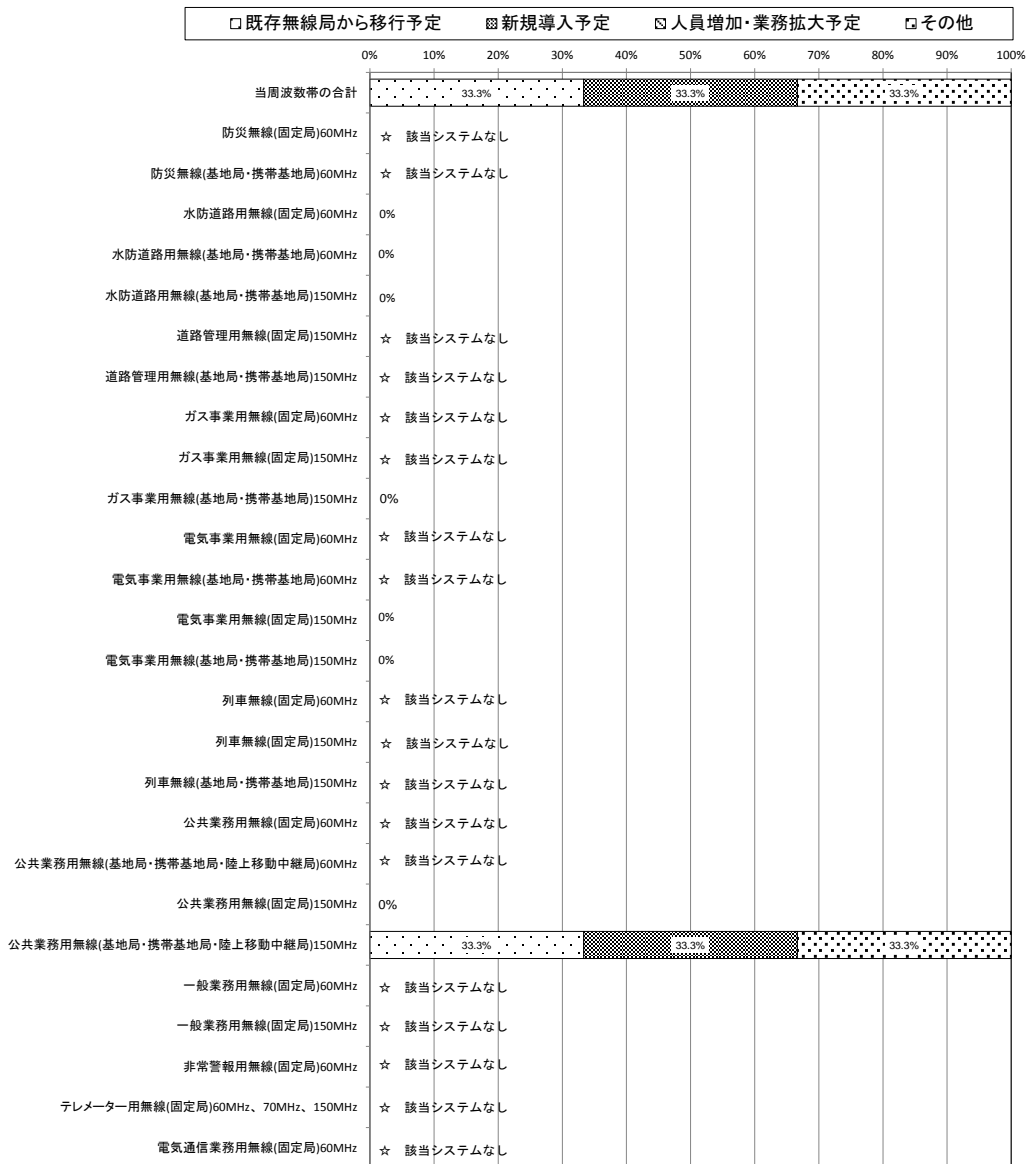 既存無線局から移行予定 新規導入予定 人員増加・業務拡大予定 その他
0% 10% 20% 30% 40% 50% 60% 70% 80% 90% 100%
当周波数帯の合計 33.3% 33.3% 33.3%
防災無線(固定局)60MHz ☆ 該当システムなし
防災無線(基地局・携帯基地局)60MHz ☆ 該当システムなし
水防道路用無線(固定局)60MHz 0%
水防道路用無線(基地局・携帯基地局)60MHz 0%
水防道路用無線(基地局・携帯基地局)150MHz 0%
道路管理用無線(固定局)150MHz ☆ 該当システムなし
道路管理用無線(基地局・携帯基地局)150MHz ☆ 該当システムなし
ガス事業用無線(固定局)60MHz ☆ 該当システムなし
ガス事業用無線(固定局)150MHz ☆ 該当システムなし
ガス事業用無線(基地局・携帯基地局)150MHz 0%
電気事業用無線(固定局)60MHz ☆ 該当システムなし
電気事業用無線(基地局・携帯基地局)60MHz ☆ 該当システムなし
電気事業用無線(固定局)150MHz 0%
電気事業用無線(基地局・携帯基地局)150MHz 0%
列車無線(固定局)60MHz ☆ 該当システムなし
列車無線(固定局)150MHz ☆ 該当システムなし
列車無線(基地局・携帯基地局)150MHz ☆ 該当システムなし
公共業務用無線(固定局)60MHz ☆ 該当システムなし
公共業務用無線(基地局・携帯基地局・陸上移動中継局)60MHz ☆ 該当システムなし
公共業務用無線(固定局)150MHz 0%
公共業務用無線(基地局・携帯基地局・陸上移動中継局)150MHz 33.3% 33.3% 33.3%
一般業務用無線(固定局)60MHz ☆ 該当システムなし
一般業務用無線(固定局)150MHz ☆ 該当システムなし
非常警報用無線(固定局)60MHz ☆ 該当システムなし
テレメーター用無線(固定局)60MHz、70MHz、150MHz ☆ 該当システムなし
電気通信業務用無線(固定局)60MHz ☆ 該当システムなし